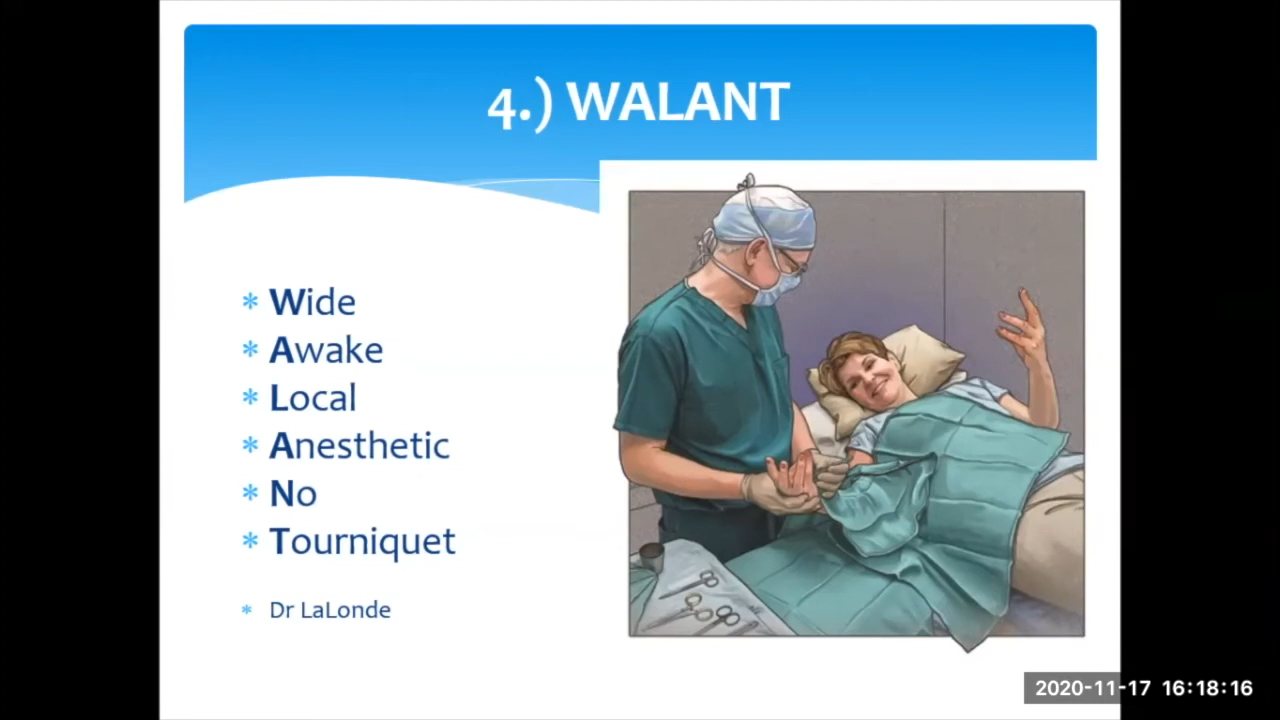 4.) WALANT
* Wide
* Awake
* Local
* Anesthetic
* No
* Tourniquet
* Dr LaLonde
2020-11-17 16:18:16